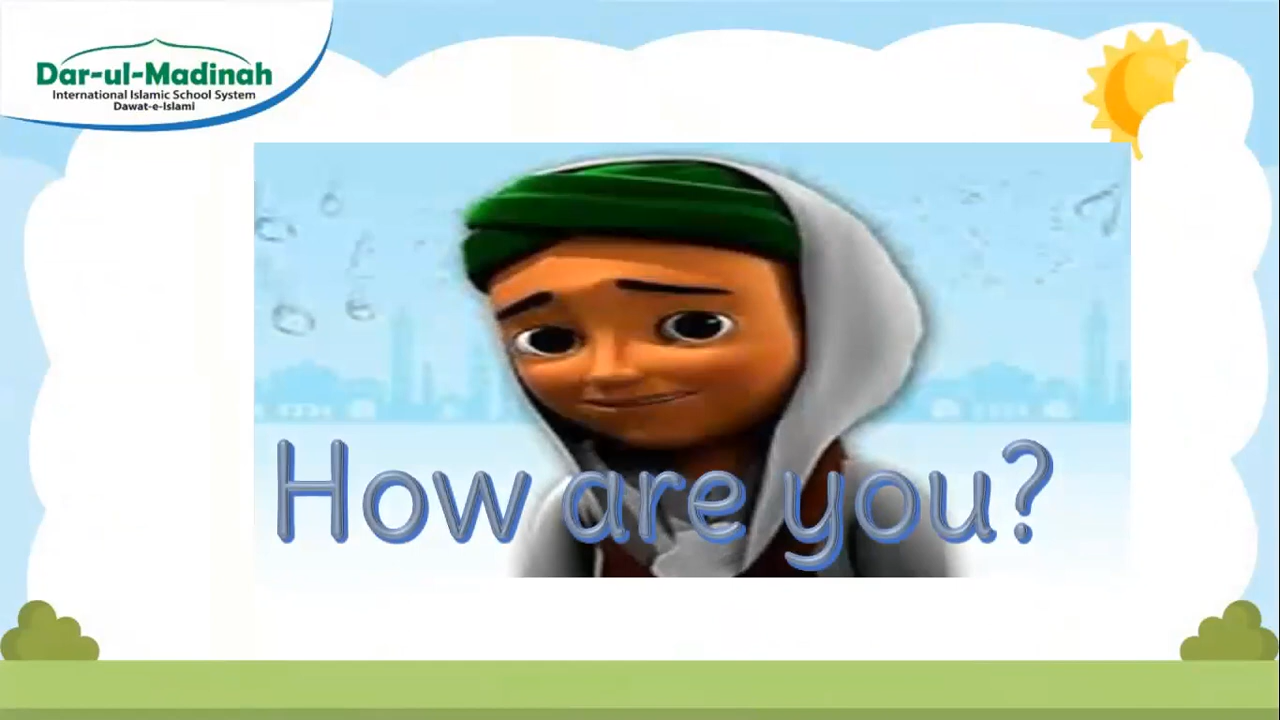 Dar-ul-Madinah
International Islamic School System
Dawat-e-Islami
How are you?